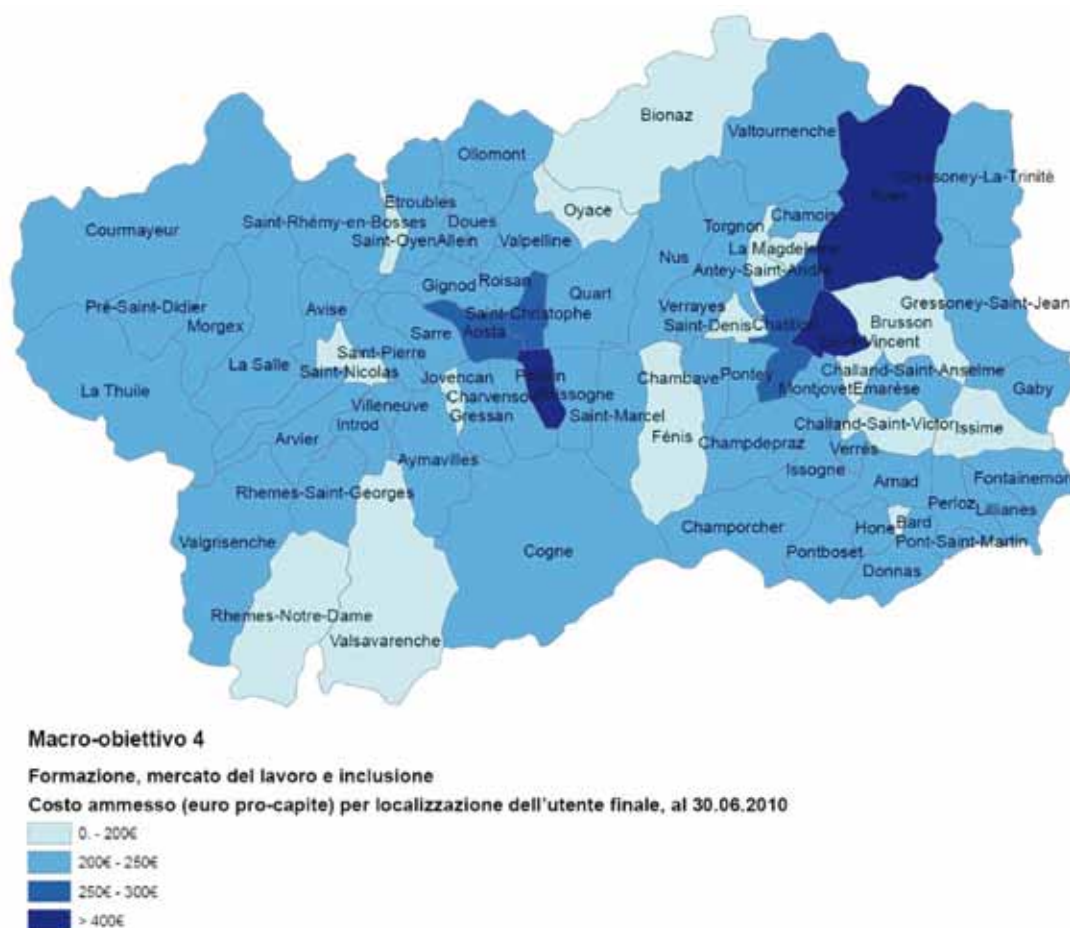 Bionaz
Valtournenche
Ollomont
Gressoney-La-Trinité
Etroubles
Oyace
Chamois
Saint-Rhémy-en-Bosses
Doues
Torgnon
Courmayeur
Saint-Oyen
Allein
Valpelline
La Magdeleine
Nus
Antey-Saint-André
Gignod
Roisan
Quart
Pré-Saint-Didier
Avise
Saint-Christophe
Verrayes
Gressoney-Saint-Jean
Morgex
Sarre
Aosta
Saint-Denis
Châtillon
Brusson
Saint-Pierre
Vincent
La Salle
Saint-Nicolas
Jovencan
Chambave
Pontey
Challand-Saint-Anselme
La Thuile
Charvensod
Montjovet
Emarèse
Gaby
Villeneuve
Gressan
Saint-Marcel
Introd
Challand-Saint-Victor
Issime
Arvier
Fénis
Champdepraz
Verrès
Aymavilles
Issogne
Rhemes-Saint-Georges
Arnad
Fontainemor
Perloz
Lillianes
Valgrisenche
Cogne
Champorcher
Hone
Bard
Pontboset
Pont-Saint-Martin
Donnas
Rhemes-Notre-Dame
Valsavarenche
Macro-obiettivo 4
Formazione, mercato del lavoro e inclusione
Costo ammesso (euro pro-capite) per localizzazione dell'utente finale, al 30.06.2010
0. - 200€
200€ - 250€
250€ - 300€
> 400€